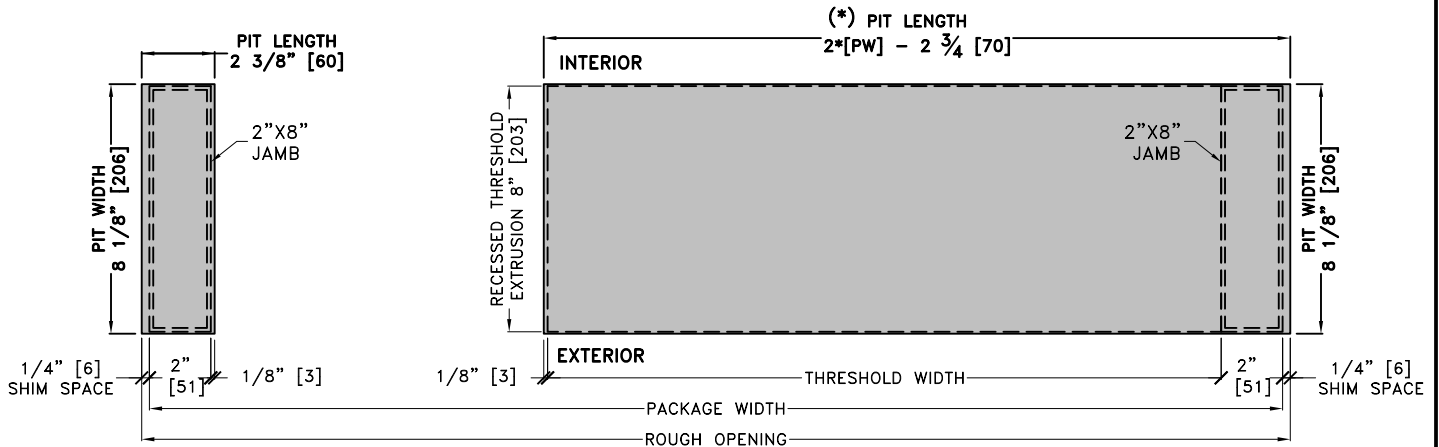 (*) PIT LENGTH
2*[PW] – 2 3/4 [70]
PIT LENGTH
2 3/8" [60]
INTERIOR
PIT WIDTH
8 1/8" [206]
2"X8"
JAMB
RECESSED THRESHOLD
EXTRUSION 8" [203]
2"X8"
JAMB
PIT WIDTH
8 1/8" [206]
EXTERIOR
1/4" [6]
SHIM SPACE
2"
[51]
1/8" [3]
1/8" [3]
THRESHOLD WIDTH
2"
[51]
1/4" [6]
SHIM SPACE
PACKAGE WIDTH
ROUGH OPENING